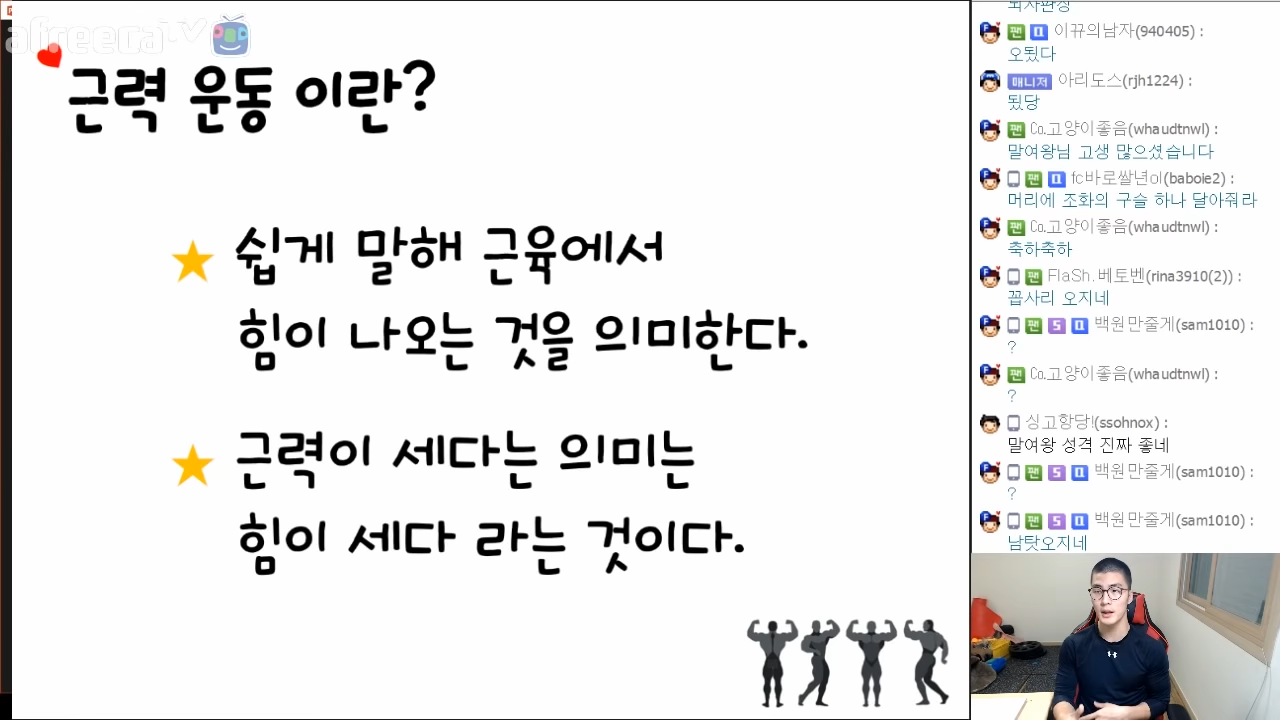 afreecaTV
근력 운동 이란?
쉽게 말해 근육에서
힘이 나오는 것을 의미한다.
근력이 세다는 의미는
힘이 세다 라는 것이다.
퇴사판정
팬 이뀨의남자(940405) :
오됬다
매니저 아리도스(rjh1224) :
됬당
팬 Co.고양이좋음(whaudtnwl) :
말여왕님 고생 많으셨습니다
팬 fc바로쌀년이(baboie2) :
머리에 조화의 구슬 하나 달아줘라
팬 Co.고양이좋음(whaudtnwl) :
축하축하
팬 FlaSh.베토벤(rina3910(2)) :
꼽사리 오지네
팬 S 백원만줄게(sam1010) :
?
팬 Co.고양이좋음(whaudtnwl) :
?
싱고항당!(ssohnox) :
말여왕 성격 진짜 좋네
팬 S 백원만줄게(sam1010) :
?
팬 S 백원만줄게(sam1010) :
남탓오지네